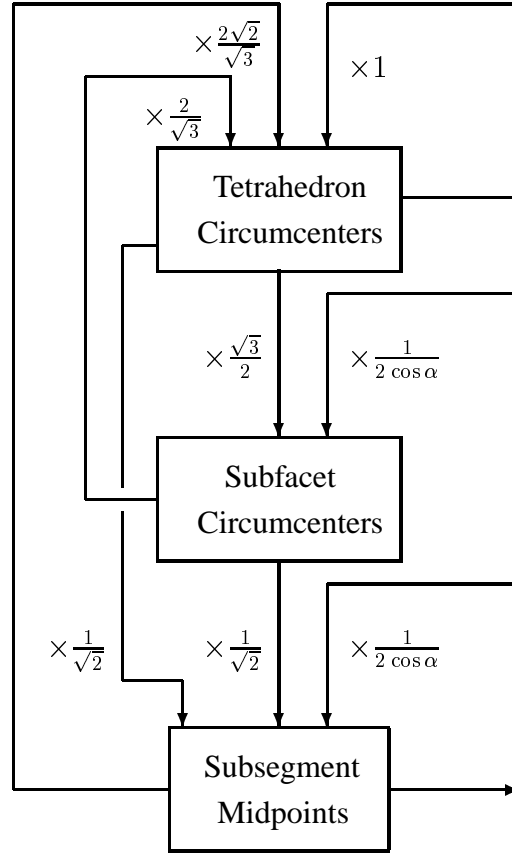 ×2√2/√3
×1
×2/√3
Tetrahedron
Circumcenters
×√3/2
×1/(2 cos α)
Subfacet
Circumcenters
×1/√2
×1/√2
×1/(2 cos α)
Subsegment
Midpoints